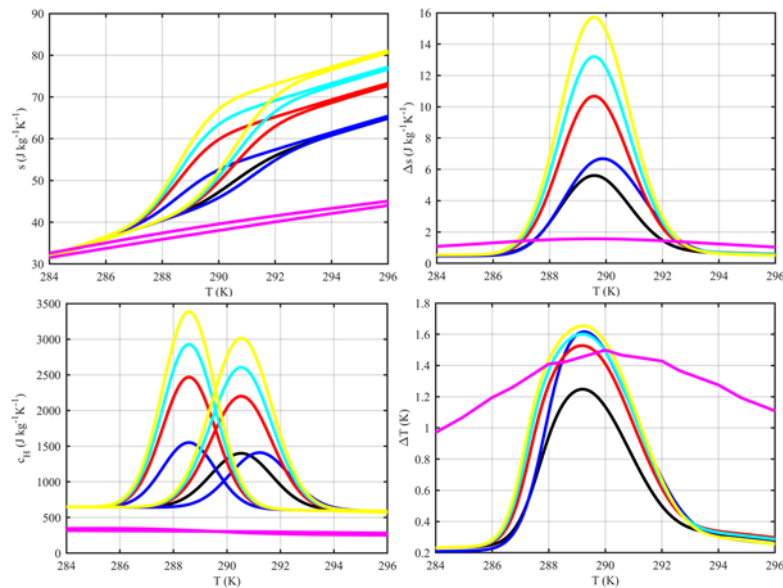 90
80
70
60
50
40
30
s (J kg⁻¹K⁻¹)
284 286 288 290 292 294 296
T (K)
16
14
12
10
8
6
4
2
0
Δs (J kg⁻¹K⁻¹)
284 286 288 290 292 294 296
T (K)
3500
3000
2500
2000
1500
1000
500
0
c_H (J kg⁻¹K⁻¹)
284 286 288 290 292 294 296
T (K)
1.8
1.6
1.4
1.2
1
0.8
0.6
0.4
0.2
ΔT (K)
284 286 288 290 292 294 296
T (K)